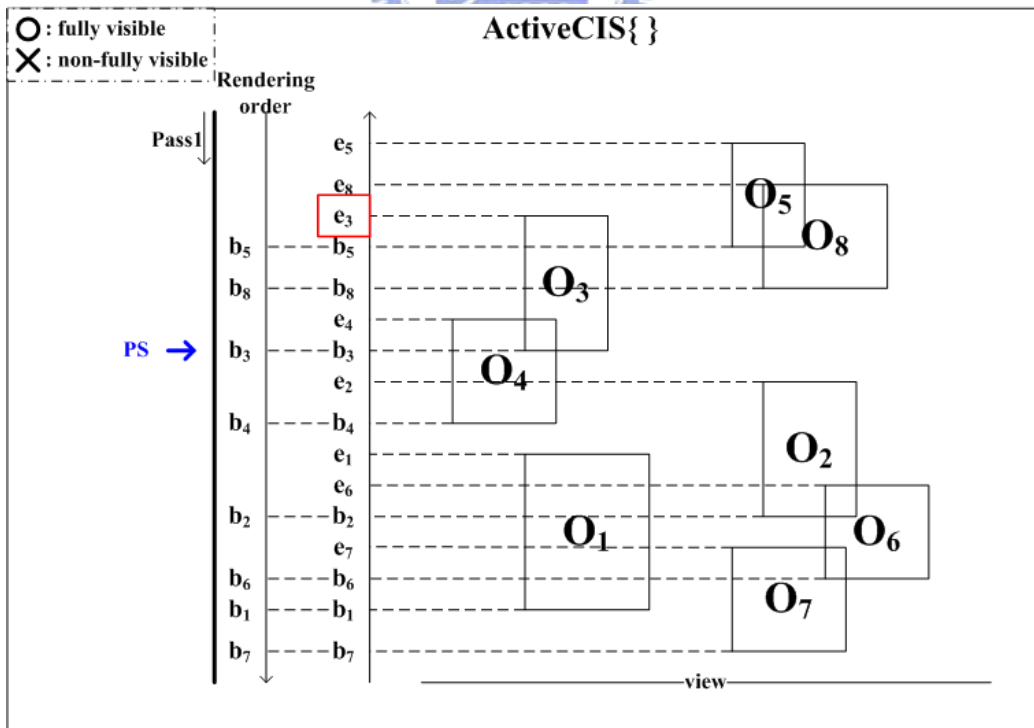 ActiveCIS{ }
O : fully visible
X : non-fully visible
Rendering
order
Pass1
e5
e8
O5
e3
b5 b5
O8
b8 b8
O3
e4
PS
b3 b3
O4
e2
b4 b4
e1
O2
e6
b2 b2
O1
O6
e7
b6 b6
O7
b1 b1
b7 b7
view